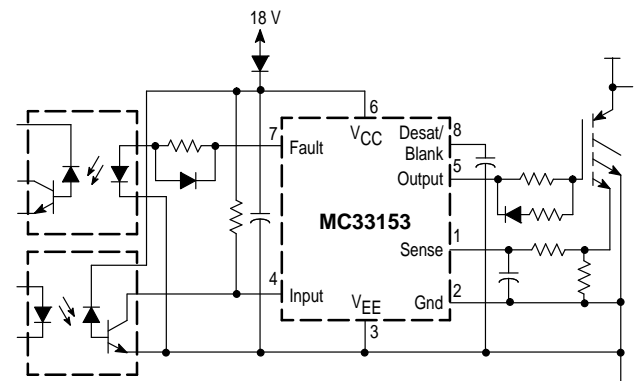 18 V
6
7
VCC
Desat/
Blank
8
Fault
5
Output
MC33153
Sense
1
4
Input
VEE
Gnd
2
3